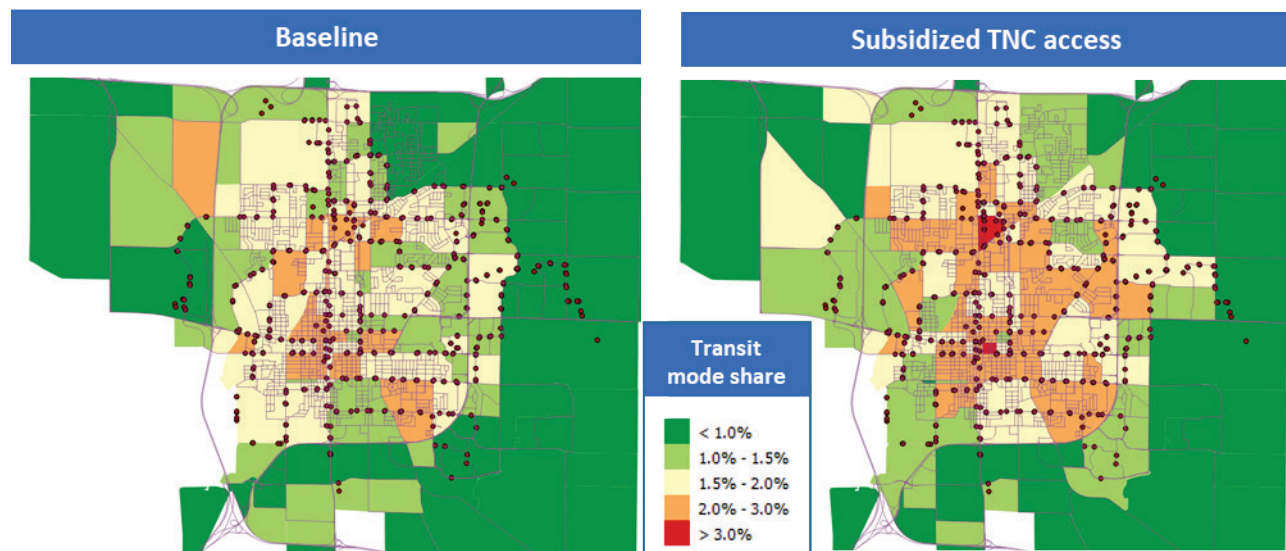 Baseline
Subsidized TNC access
Transit
mode share
< 1.0%
1.0% - 1.5%
1.5% - 2.0%
2.0% - 3.0%
> 3.0%